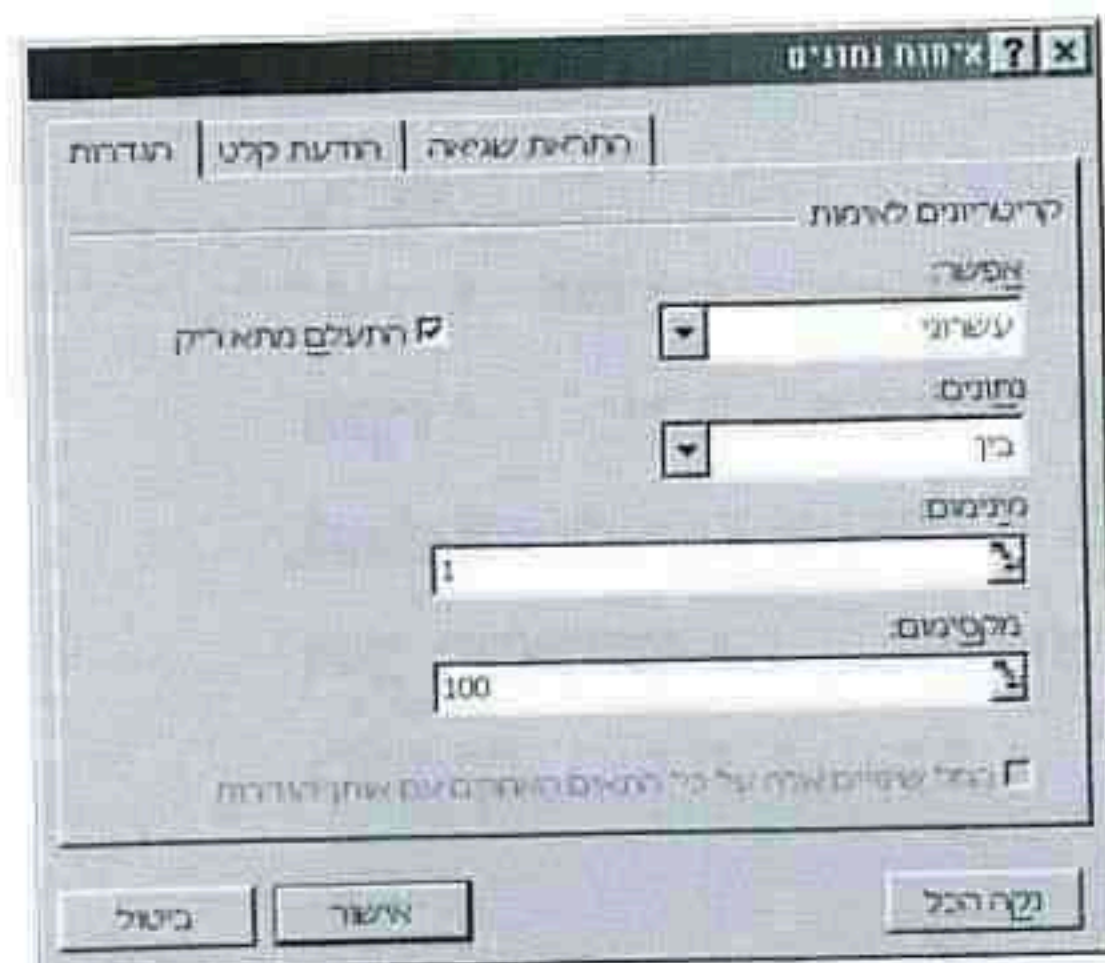 אימות נתונים
הגדרות
הודעת קלט
התראת שגיאה
קריטריונים לאימות
אפשר:
עשרוני
התעלם מתא ריק
נתונים:
בין
מינימום:
1
מקסימום:
100
החל שינויים אלה על כל התאים האחרים עם אותן הגדרות
נקה הכל
אישור
ביטול